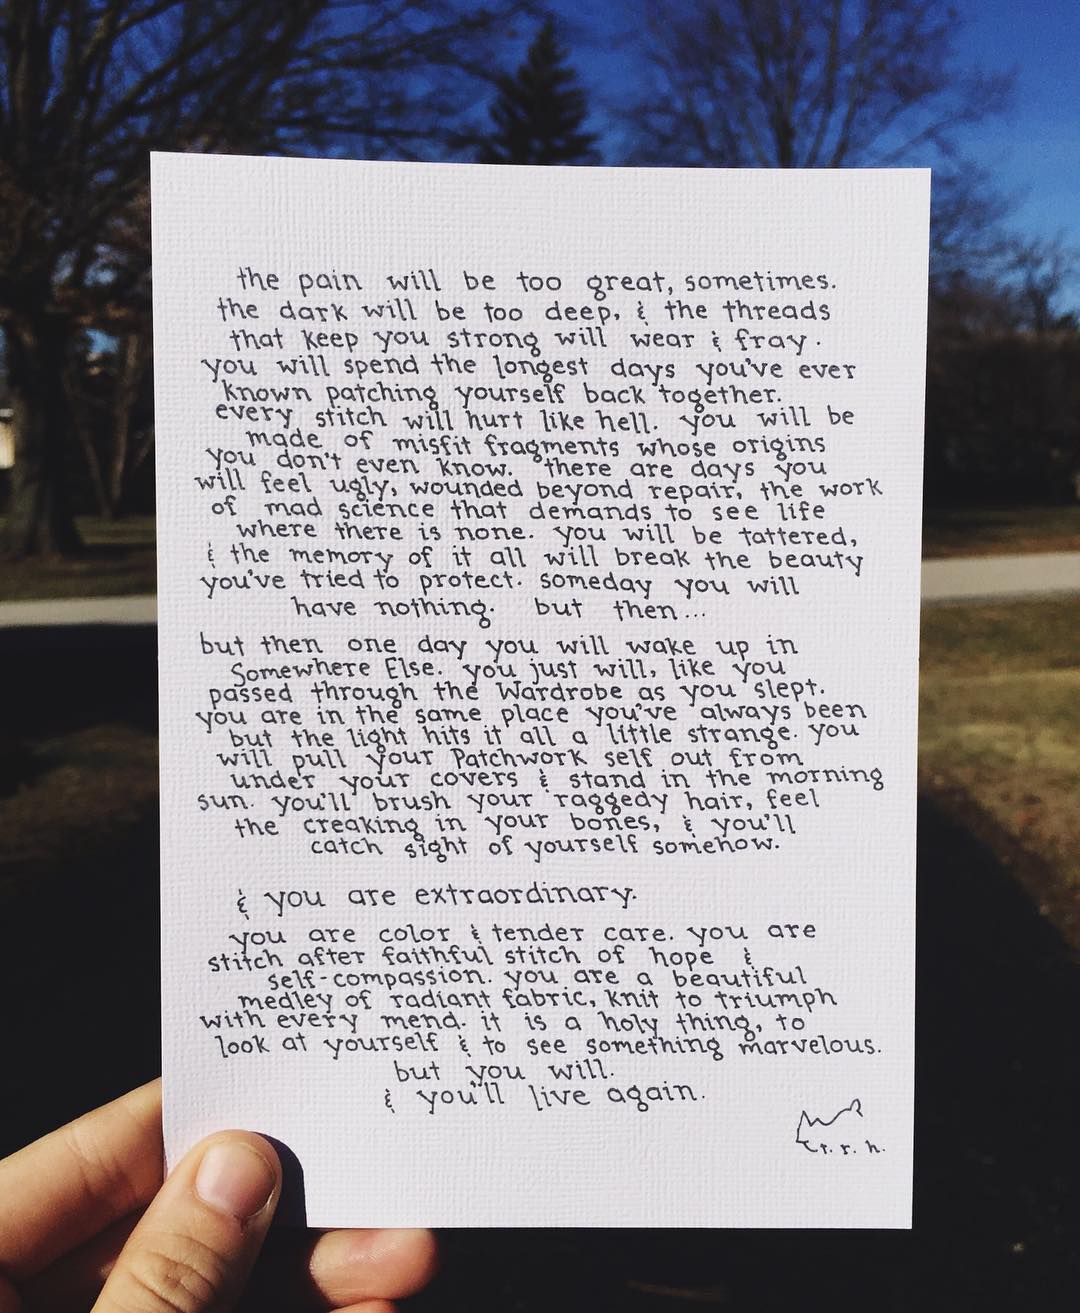 the pain will be too great, sometimes.
the dark will be too deep, & the threads
that keep you strong will wear & fray.
you will spend the longest days you've ever
known patching yourself back together.
every stitch will hurt like hell. you will be
made of misfit fragments whose origins
you don't even know. there are days you
will feel ugly, wounded beyond repair, the work
of mad science that demands to see life
where there is none. you will be tattered,
& the memory of it all will break the beauty
you've tried to protect. someday you will
have nothing. but then...
but then one day you will wake up in
Somewhere Else. you just will, like you
passed through the Wardrobe as you slept.
you are in the same place you've always been
but the light hits it all a little strange. you
will pull your Patchwork self out from
under your covers & stand in the morning
sun. you'll brush your raggedy hair, feel
the creaking in your bones, & you'll
catch sight of yourself somehow.
& you are extraordinary.
you are color & tender care. you are
stitch after faithful stitch of hope &
self-compassion. you are a beautiful
medley of radiant fabric, knit to triumph
with every mend. it is a holy thing, to
look at yourself & to see something marvelous.
but you will.
& you'll live again.
t. r. h.